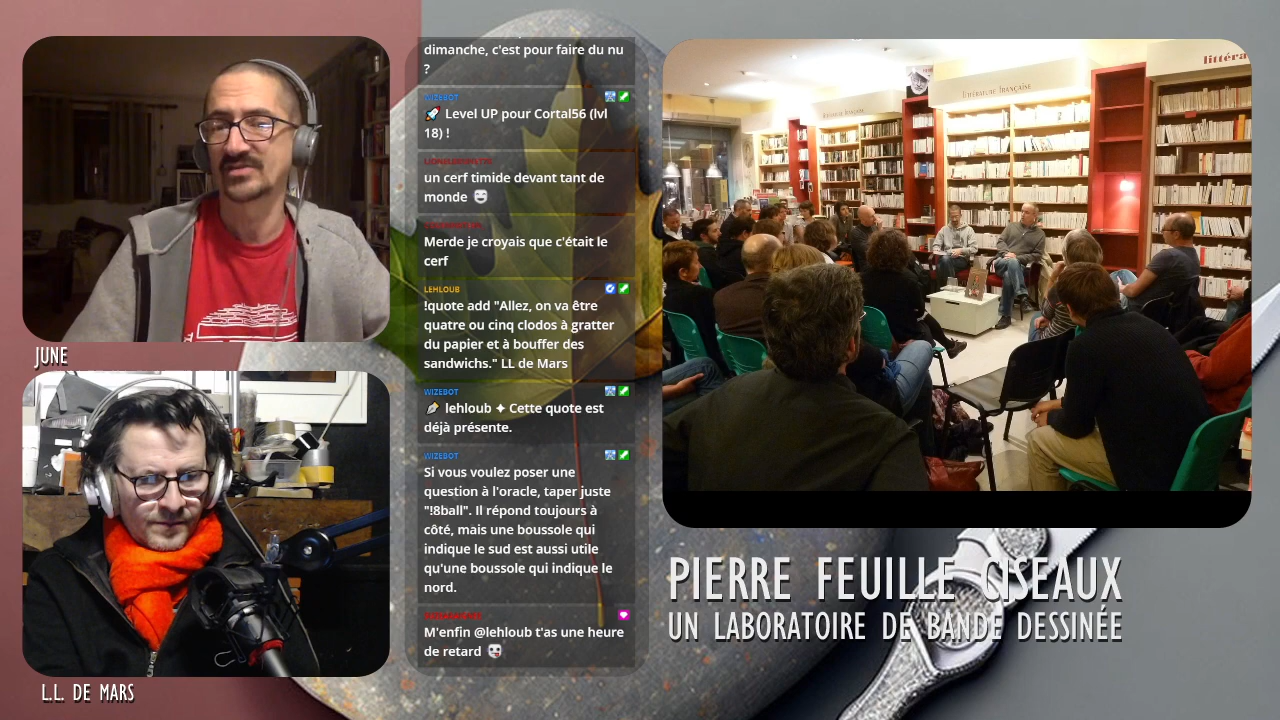 dimanche, c'est pour faire du nu
?
WIZEBOT
🚀 Level UP pour Cortal56 (lvl
18) !
un cerf timide devant tant de
monde
Merde je croyais que c'était le
cerf
LEHLOUB
!quote add "Allez, on va être
quatre ou cinq clodos à gratter
du papier et à bouffer des
sandwichs." LL de Mars
WIZEBOT
lehloub ✦ Cette quote est
déjà présente.
WIZEBOT
Si vous voulez poser une
question à l'oracle, taper juste
"!8ball". Il répond toujours à
côté, mais une boussole qui
indique le sud est aussi utile
qu'une boussole qui indique le
nord.
M'enfin @lehloub t'as une heure
de retard
JUNE
L.L. DE MARS
littéra
littérature française
PIERRE FEUILLE CISEAUX
UN LABORATOIRE DE BANDE DESSINÉE